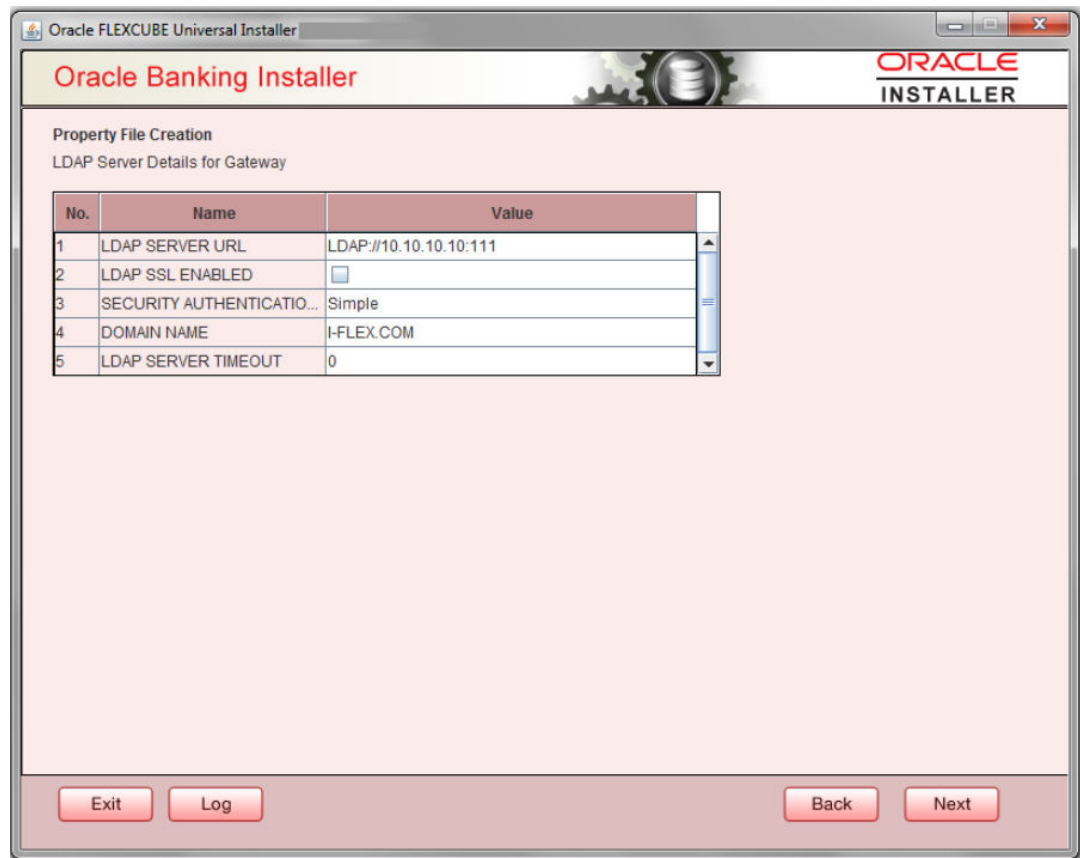 Oracle FLEXCUBE Universal Installer
Oracle Banking Installer
ORACLE
INSTALLER
Property File Creation
LDAP Server Details for Gateway
No. Name Value
1 LDAP SERVER URL LDAP://10.10.10.10:111
2 LDAP SSL ENABLED
3 SECURITY AUTHENTICATIO... Simple
4 DOMAIN NAME I-FLEX.COM
5 LDAP SERVER TIMEOUT 0
Exit Log Back Next